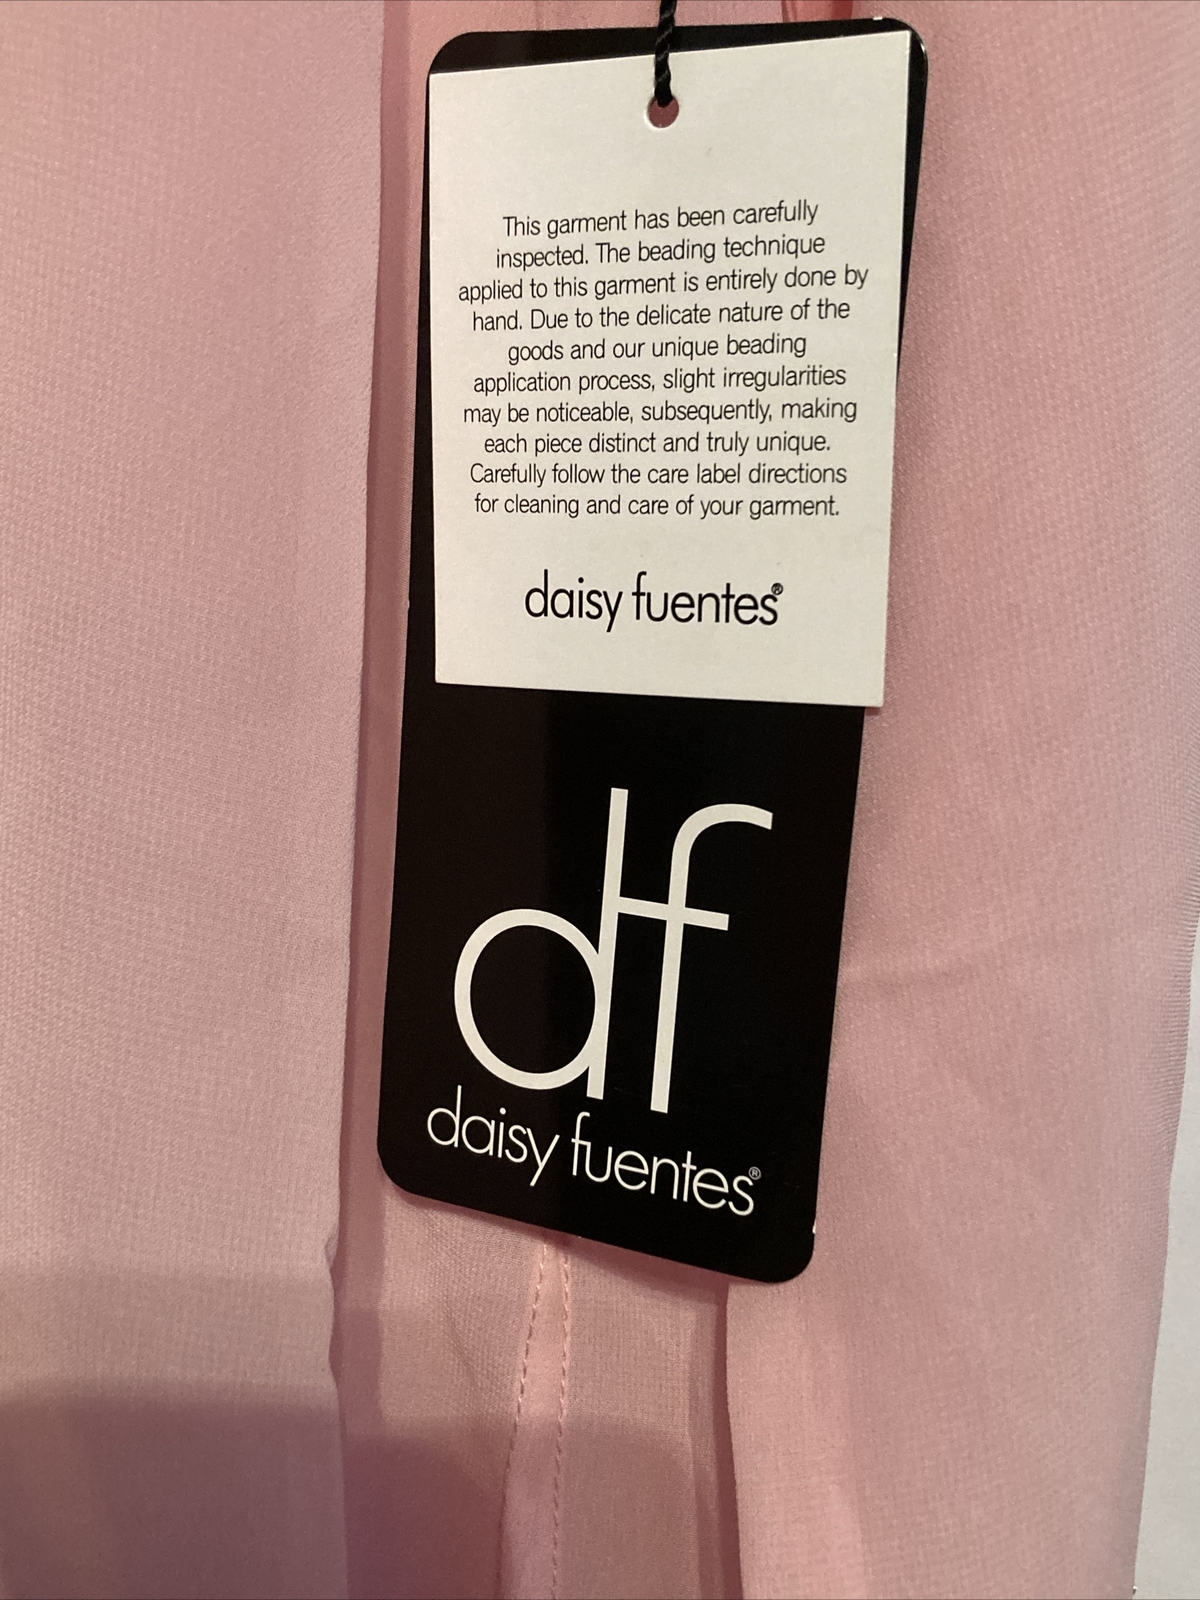 This garment has been carefully
inspected. The beading technique
applied to this garment is entirely done by
hand. Due to the delicate nature of the
goods and our unique beading
application process, slight irregularities
may be noticeable, subsequently, making
each piece distinct and truly unique.
Carefully follow the care label directions
for cleaning and care of your garment.
daisy fuentes®
df
daisy fuentes®